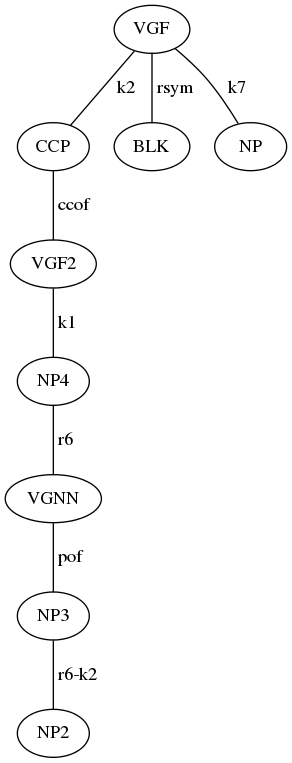 VGF
k2
rsym
k7
CCP
BLK
NP
ccof
VGF2
k1
NP4
r6
VGNN
pof
NP3
r6-k2
NP2